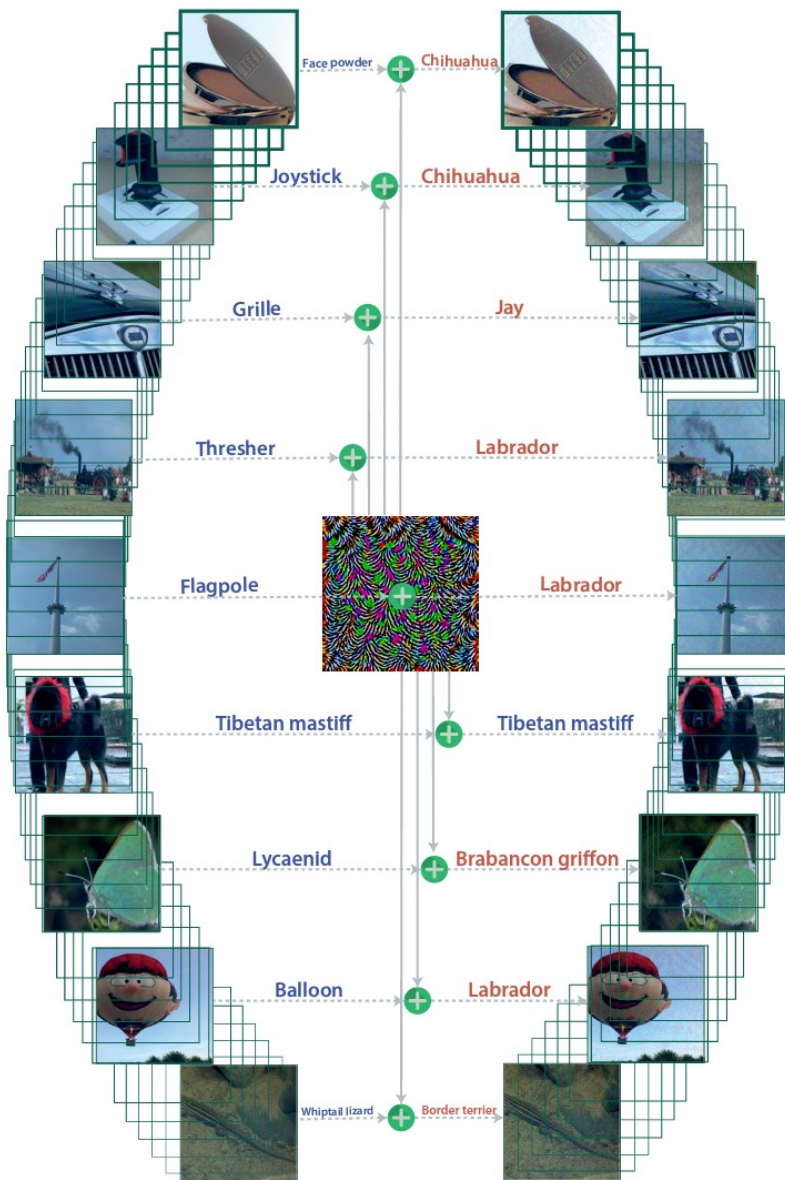 Face powder Chihuahua
Joystick Chihuahua
Grille Jay
Thresher Labrador
Flagpole Labrador
Tibetan mastiff Tibetan mastiff
Lycaenid Brabancon griffon
Balloon Labrador
Whiptail lizard Border terrier